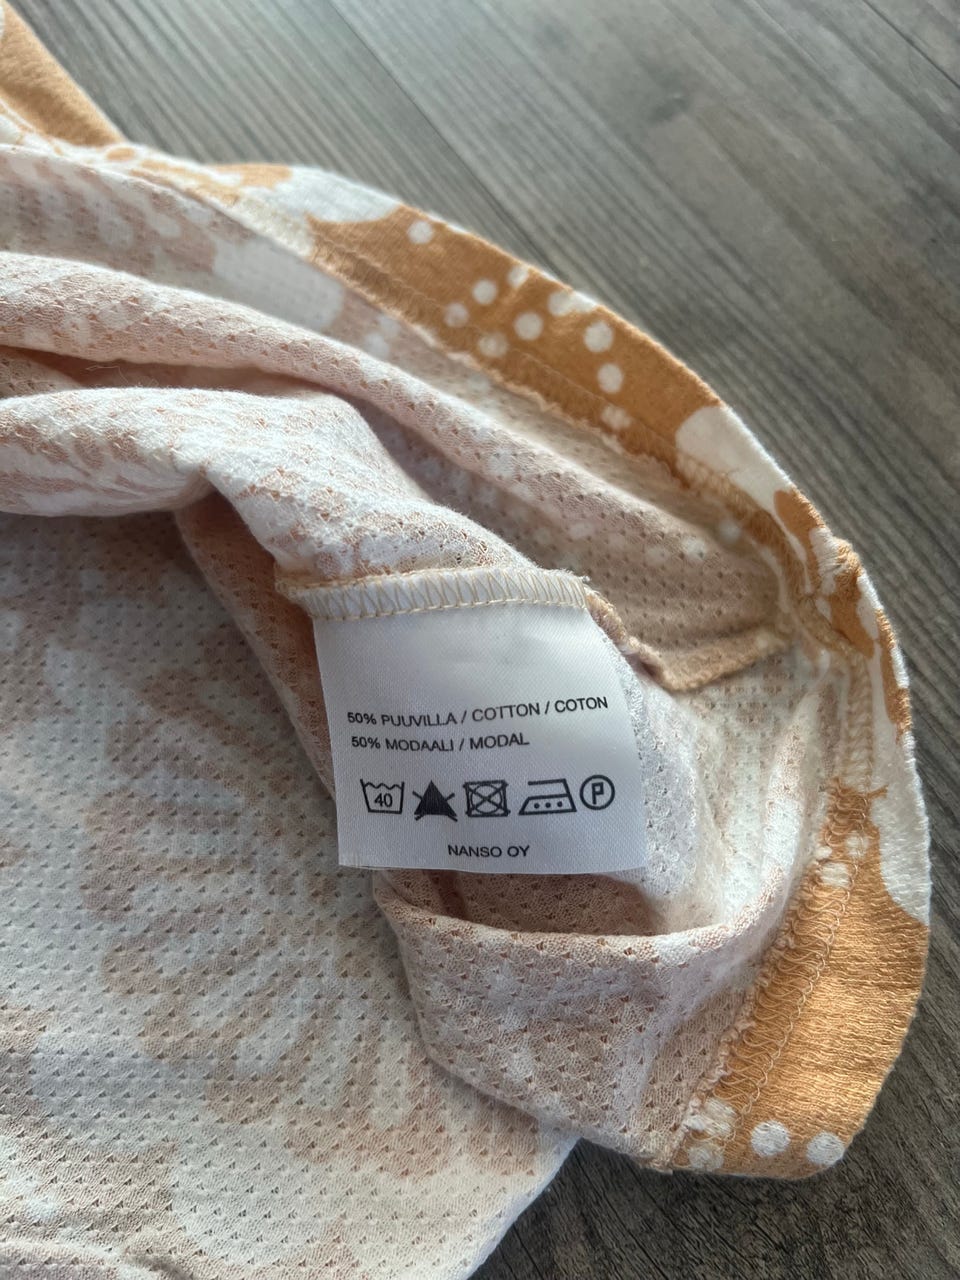 50% PUUVILLA / COTTON / COTON
50% MODAALI / MODAL
40 P
NANSO OY